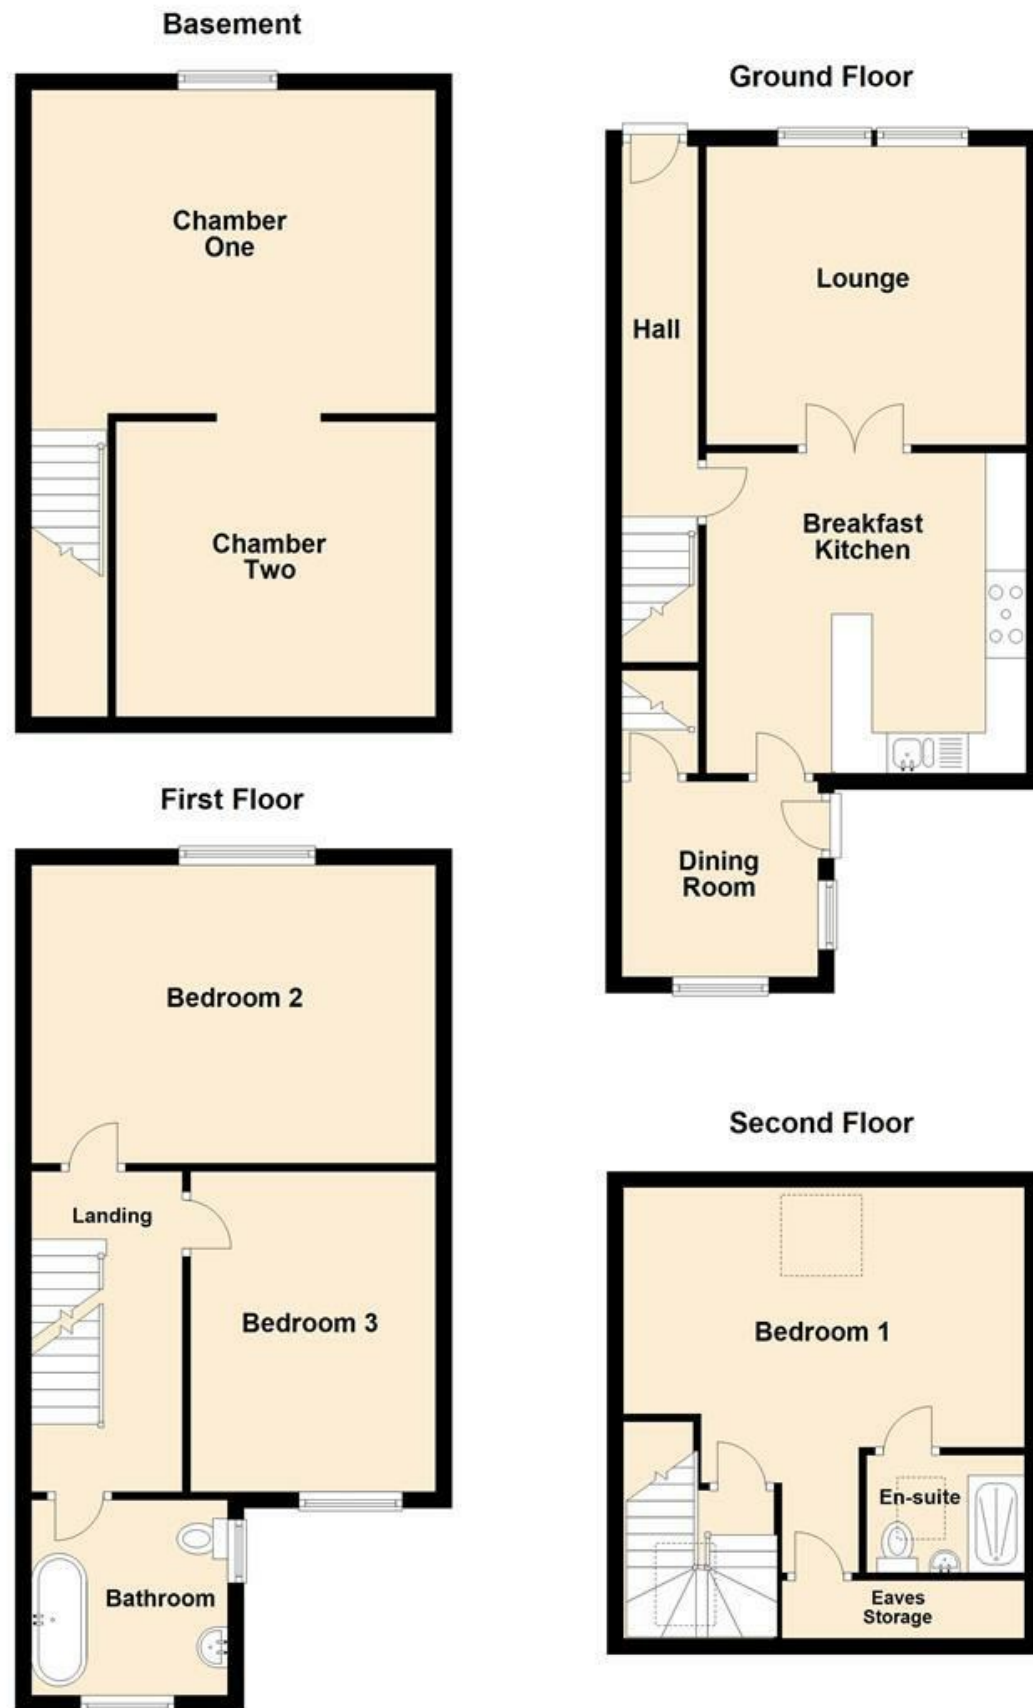 Basement
Chamber
One
Chamber
Two
Ground Floor
Lounge
Hall
Breakfast
Kitchen
Dining
Room
First Floor
Bedroom 2
Landing
Bedroom 3
Bathroom
Second Floor
Bedroom 1
En-suite
Eaves
Storage